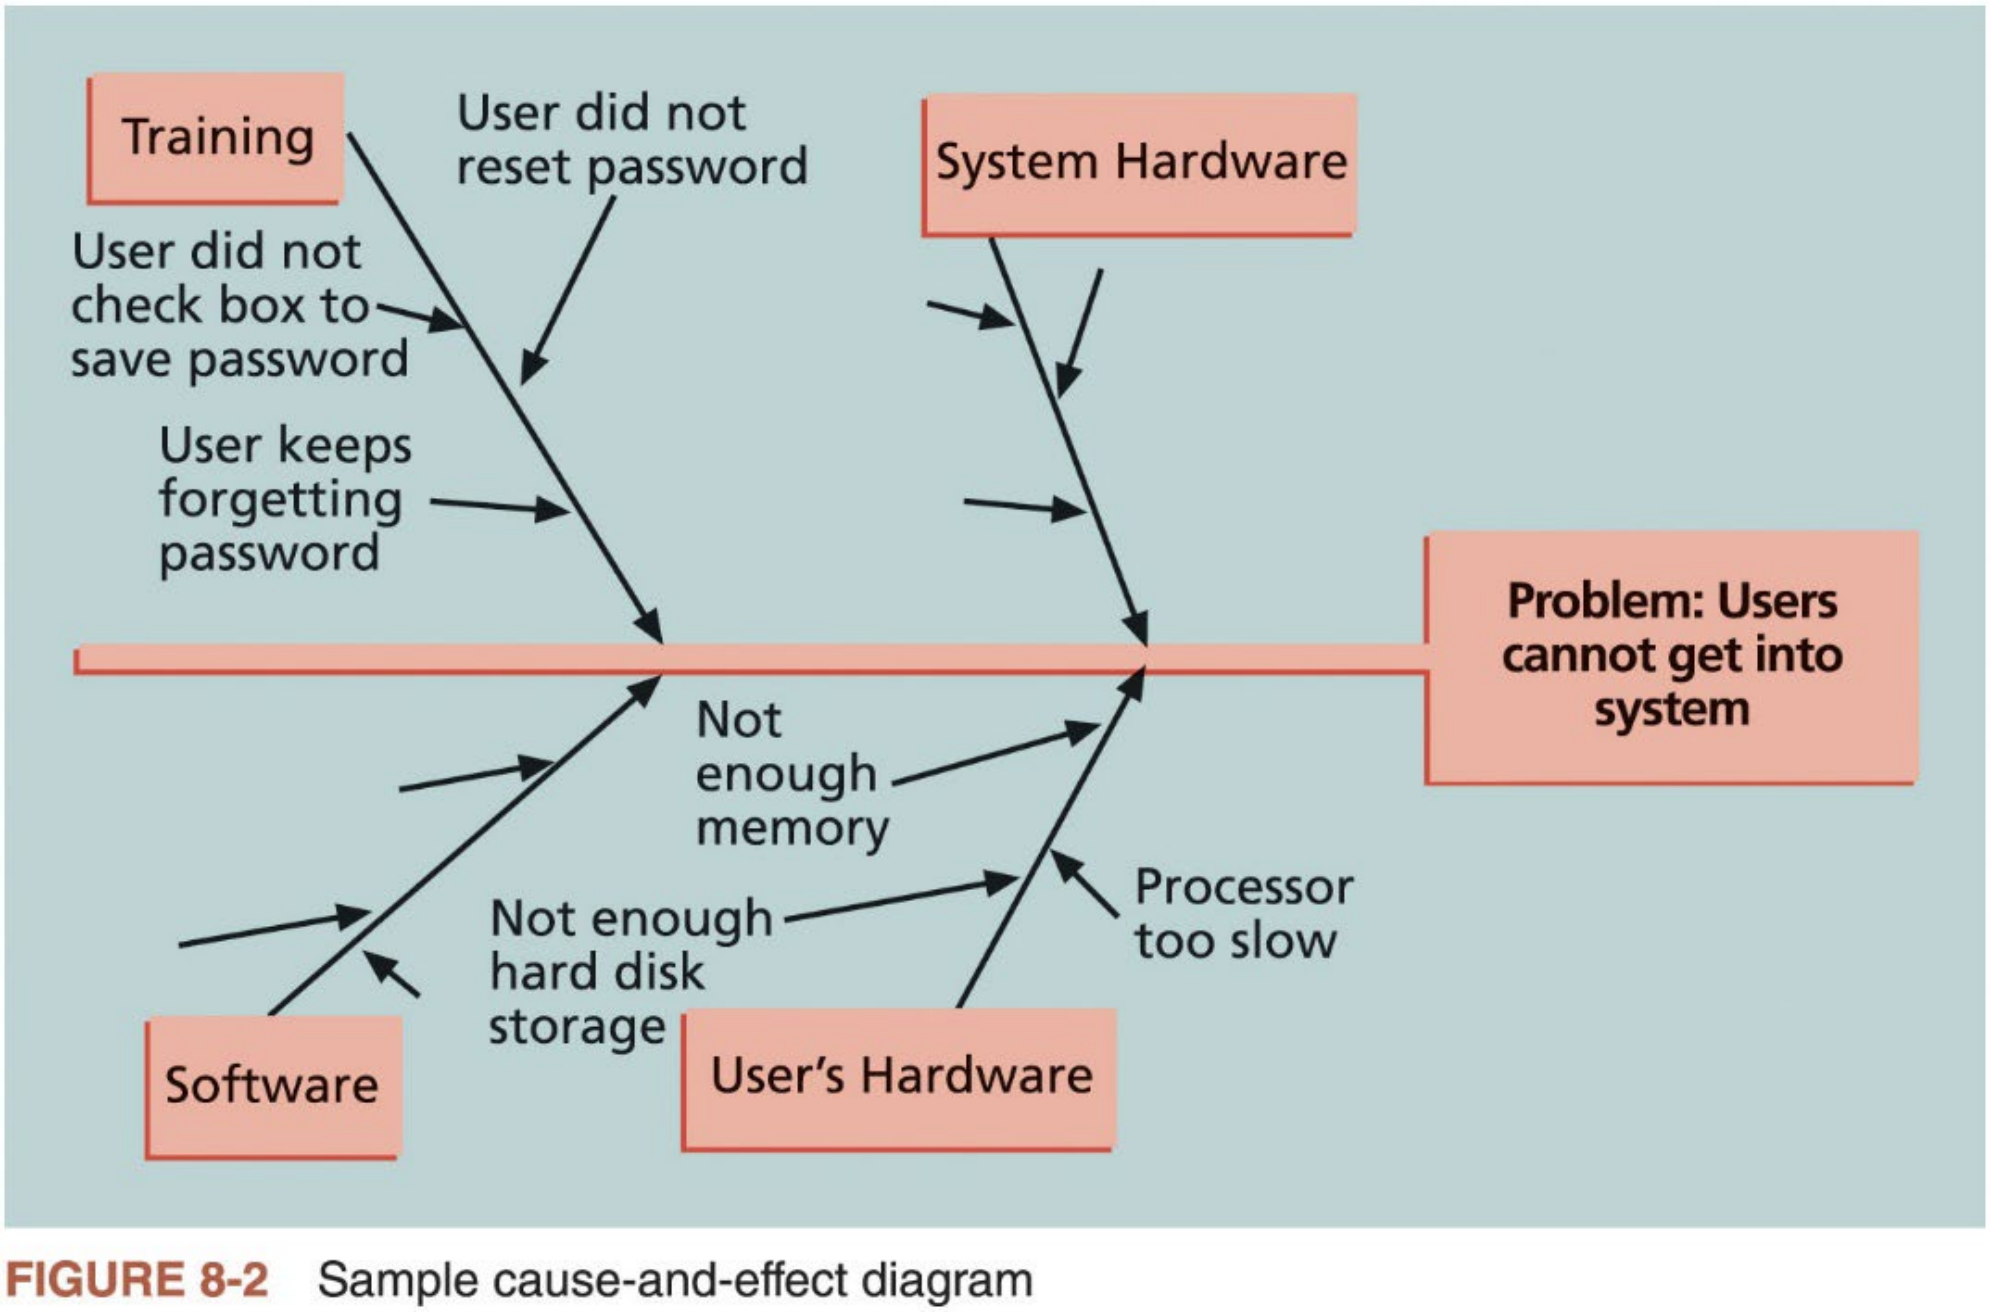 Training
User did not
reset password
System Hardware
User did not
check box to
save password
User keeps
forgetting
password
Problem: Users
cannot get into
system
Not
enough
memory
Not enough
hard disk
storage
Processor
too slow
Software
User’s Hardware
FIGURE 8-2 Sample cause-and-effect diagram